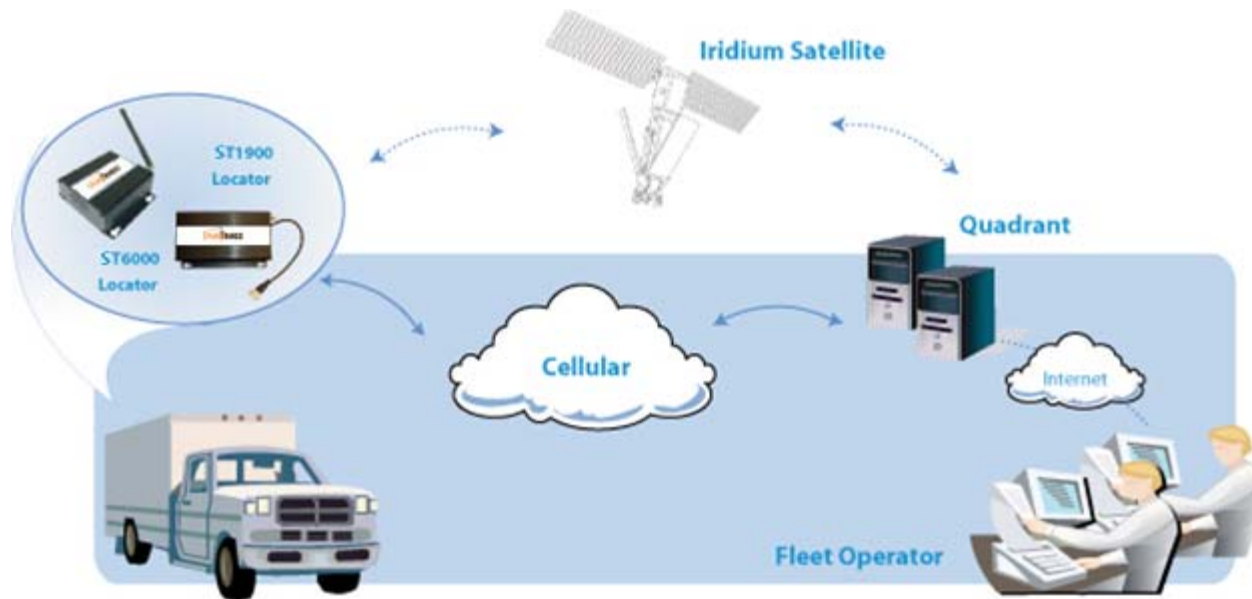 Iridium Satellite
ST1900
Locator
ST6000
Locator
Quadrant
Cellular
Internet
Fleet Operator